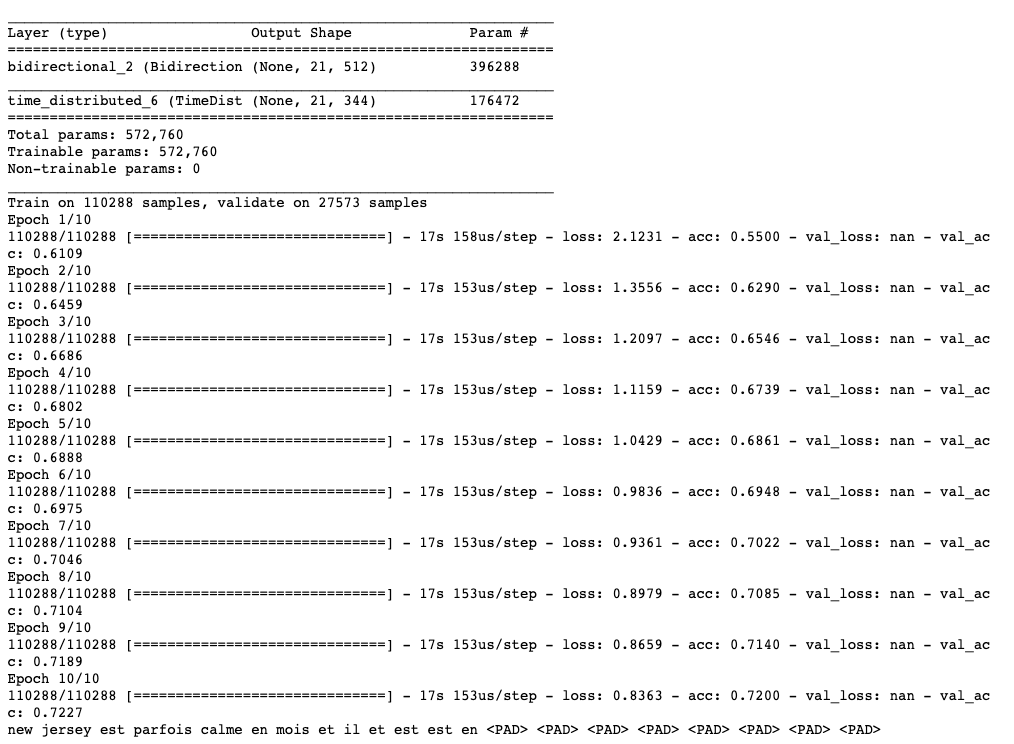 _________________________________________________________________
Layer (type)                 Output Shape              Param #
=================================================================
bidirectional_2 (Bidirection (None, 21, 512)           396288
_________________________________________________________________
time_distributed_6 (TimeDist (None, 21, 344)           176472
=================================================================
Total params: 572,760
Trainable params: 572,760
Non-trainable params: 0
_________________________________________________________________
Train on 110288 samples, validate on 27573 samples
Epoch 1/10
110288/110288 [==============================] - 17s 158us/step - loss: 2.1231 - acc: 0.5500 - val_loss: nan - val_ac
c: 0.6109
Epoch 2/10
110288/110288 [==============================] - 17s 153us/step - loss: 1.3556 - acc: 0.6290 - val_loss: nan - val_ac
c: 0.6459
Epoch 3/10
110288/110288 [==============================] - 17s 153us/step - loss: 1.2097 - acc: 0.6546 - val_loss: nan - val_ac
c: 0.6686
Epoch 4/10
110288/110288 [==============================] - 17s 153us/step - loss: 1.1159 - acc: 0.6739 - val_loss: nan - val_ac
c: 0.6802
Epoch 5/10
110288/110288 [==============================] - 17s 153us/step - loss: 1.0429 - acc: 0.6861 - val_loss: nan - val_ac
c: 0.6888
Epoch 6/10
110288/110288 [==============================] - 17s 153us/step - loss: 0.9836 - acc: 0.6948 - val_loss: nan - val_ac
c: 0.6975
Epoch 7/10
110288/110288 [==============================] - 17s 153us/step - loss: 0.9361 - acc: 0.7022 - val_loss: nan - val_ac
c: 0.7046
Epoch 8/10
110288/110288 [==============================] - 17s 153us/step - loss: 0.8979 - acc: 0.7085 - val_loss: nan - val_ac
c: 0.7104
Epoch 9/10
110288/110288 [==============================] - 17s 153us/step - loss: 0.8659 - acc: 0.7140 - val_loss: nan - val_ac
c: 0.7189
Epoch 10/10
110288/110288 [==============================] - 17s 153us/step - loss: 0.8363 - acc: 0.7200 - val_loss: nan - val_ac
c: 0.7227
new jersey est parfois calme en mois et il et est est en <PAD> <PAD> <PAD> <PAD> <PAD> <PAD> <PAD> <PAD>